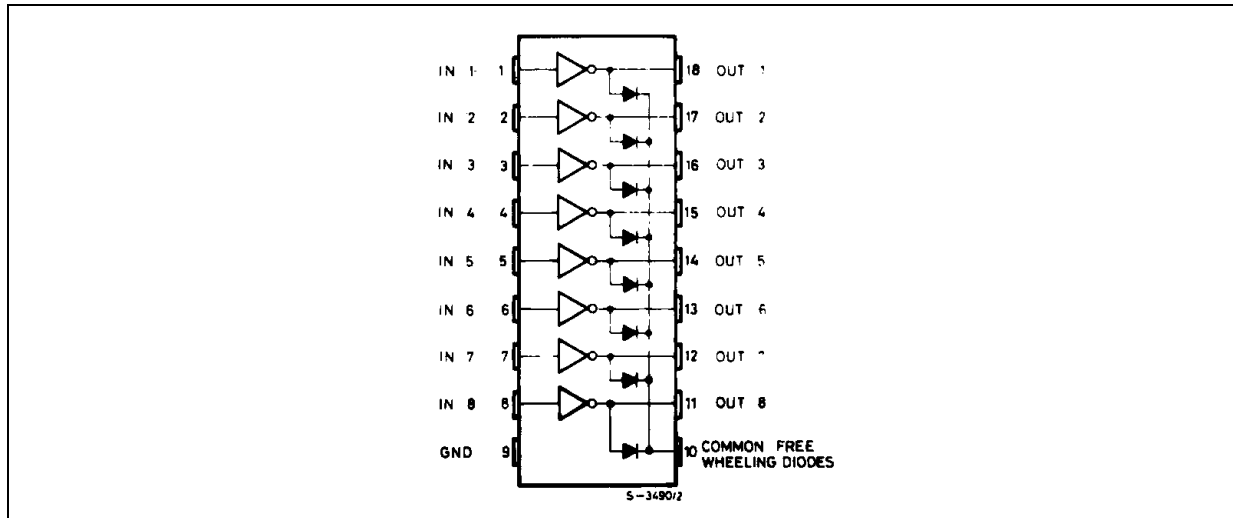 IN 1 1 18 OUT 1
IN 2 2 17 OUT 2
IN 3 3 16 OUT 3
IN 4 4 15 OUT 4
IN 5 5 14 OUT 5
IN 6 6 13 OUT 6
IN 7 7 12 OUT
IN 8 8 11 OUT 8
GND 9 10 COMMON FREE
WHEELING DIODES
S-3490/2